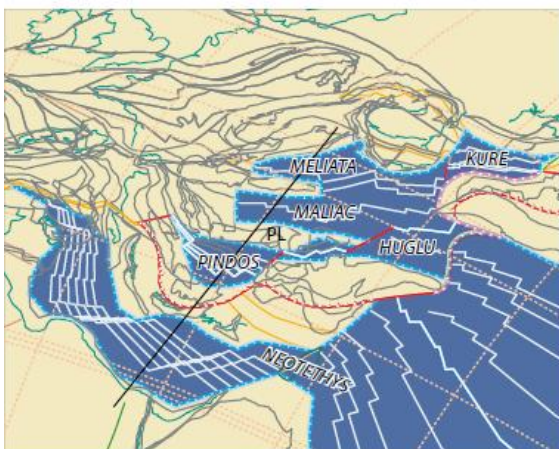 MELIATA
KURE
MALIAC
PL
HUGLU
PINDOS
NEOTETHYS